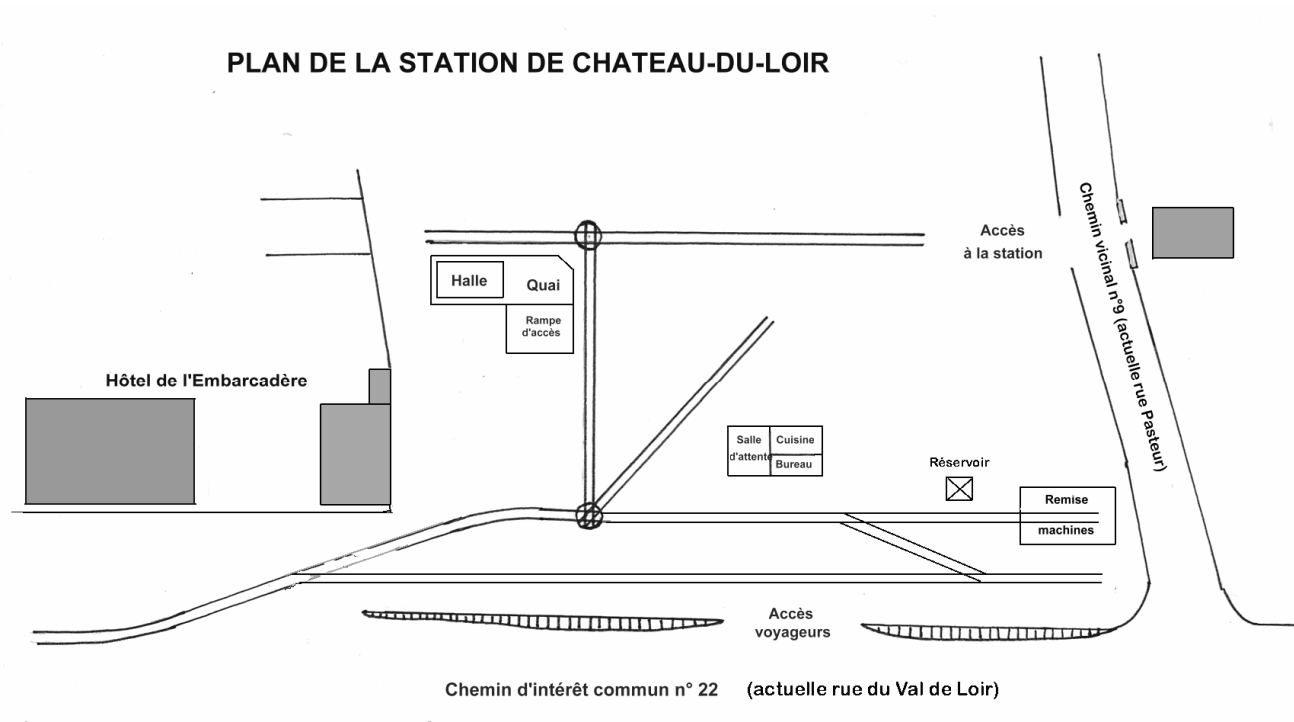 PLAN DE LA STATION DE CHATEAU-DU-LOIR
Accès
à la station
Chemin vicinal n°9 (actuelle rue Pasteur)
Halle
Quai
Rampe
d'accès
Hôtel de l'Embarcadère
Salle
d'attente
Cuisine
Bureau
Réservoir
Remise
machines
Accès
voyageurs
Chemin d'intérêt commun n° 22 (actuelle rue du Val de Loir)